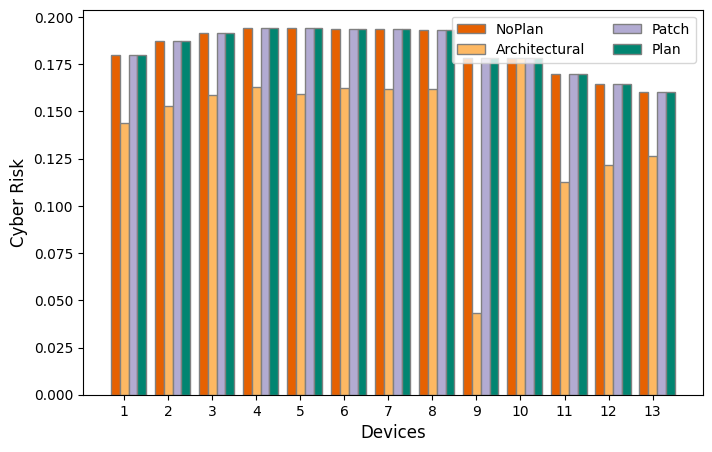 0.200
0.175
0.150
0.125
0.100
0.075
0.050
0.025
0.000
Cyber Risk
NoPlan
Architectural
Patch
Plan
1 2 3 4 5 6 7 8 9 10 11 12 13
Devices